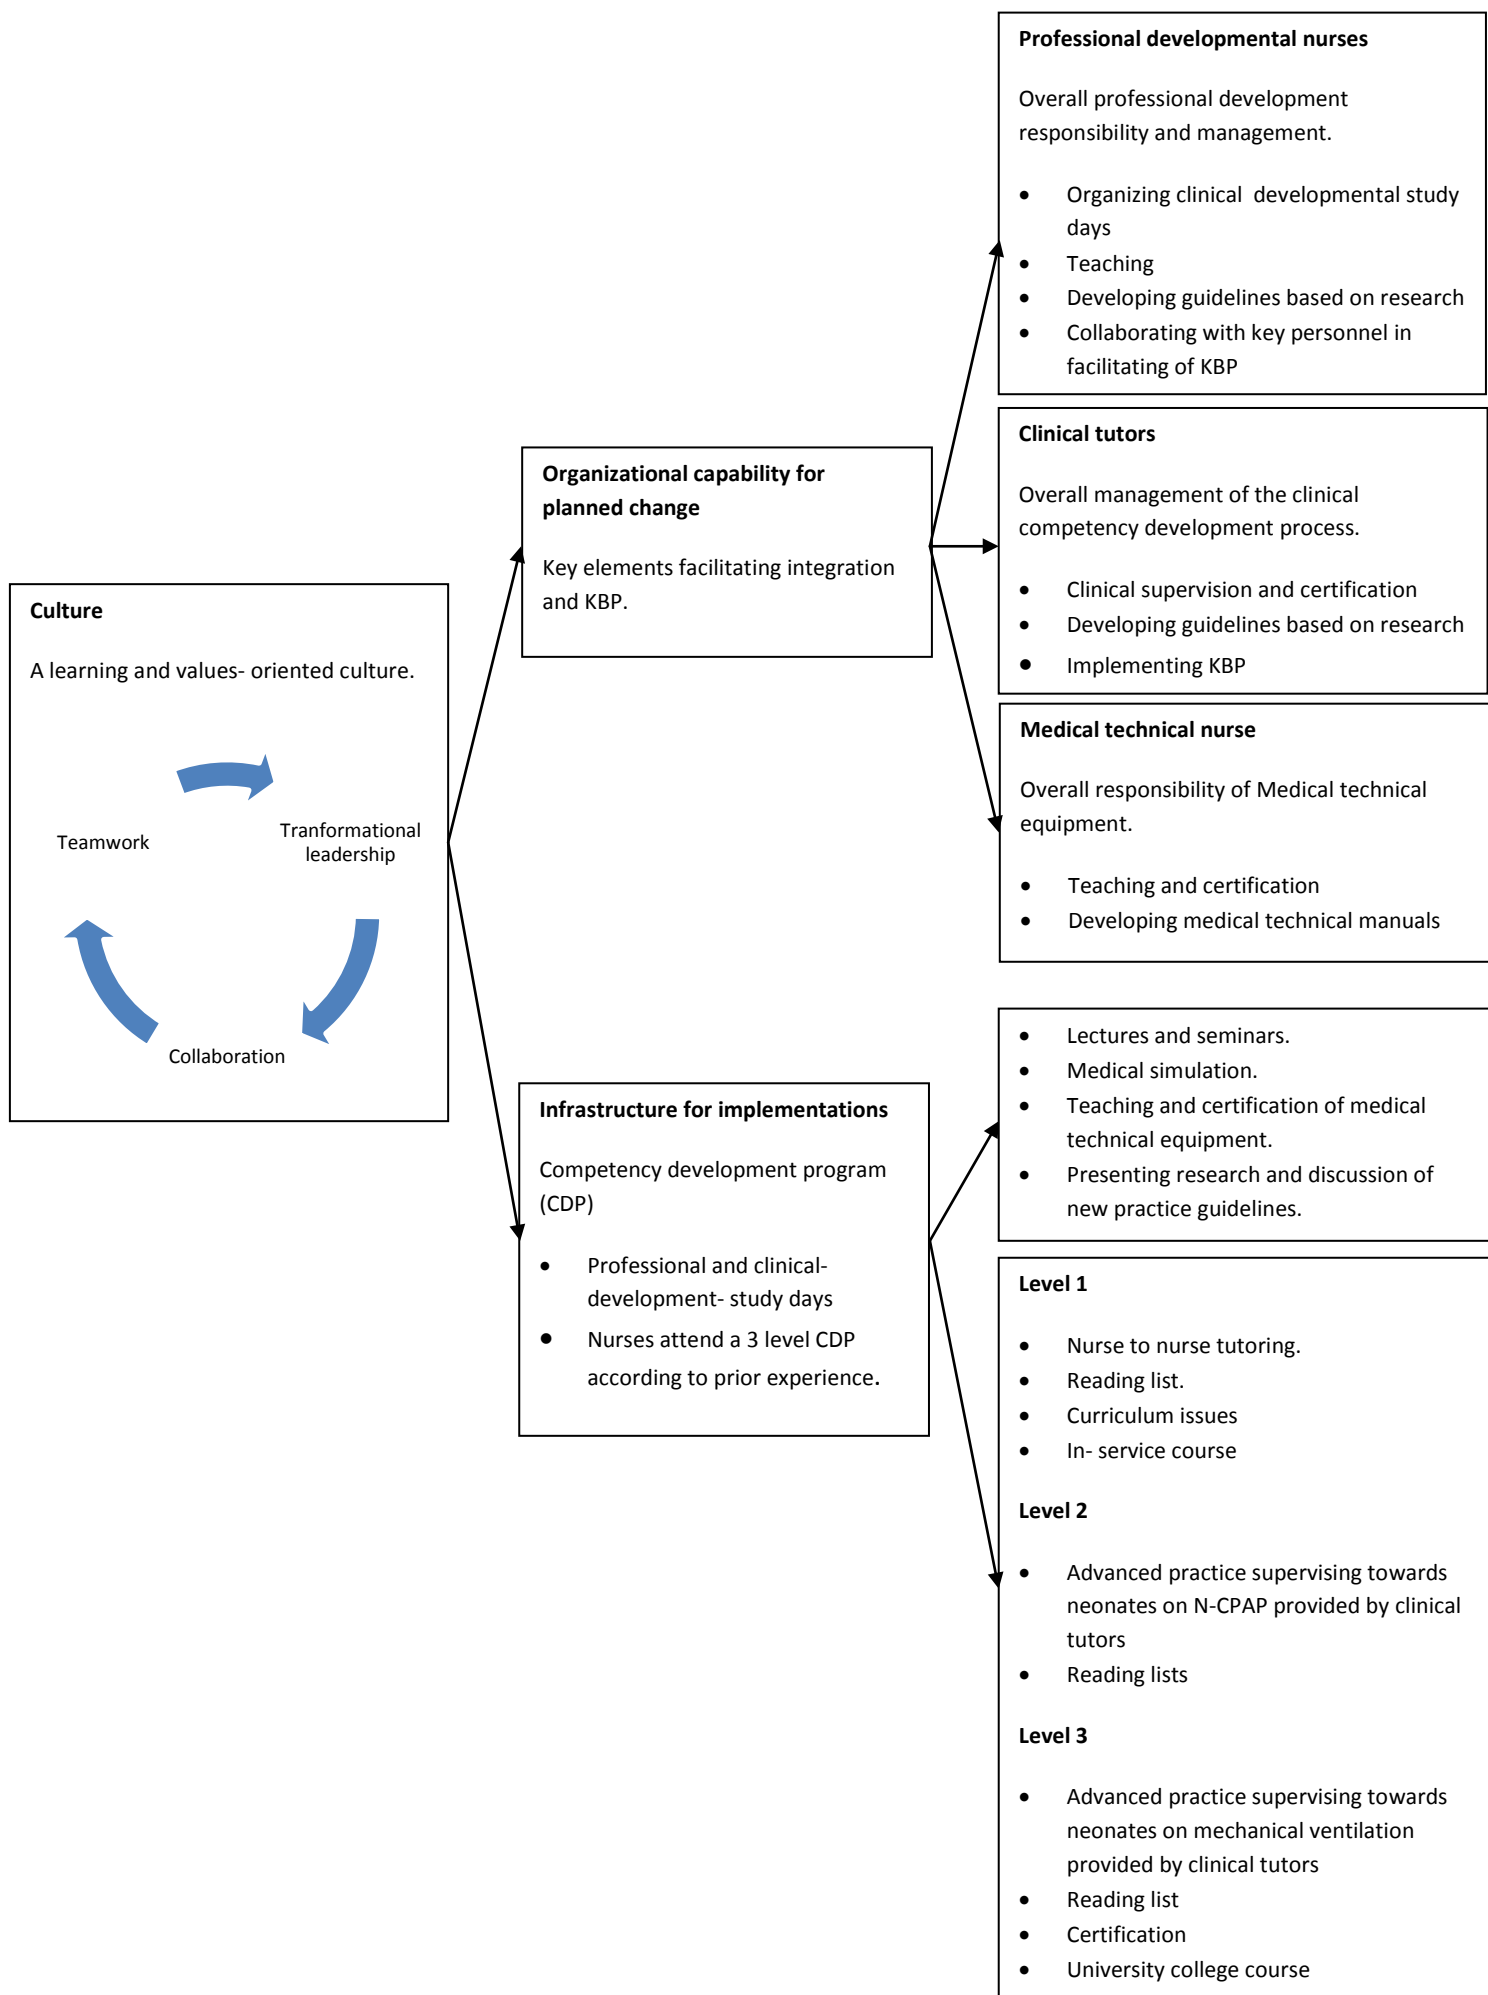 Culture
A learning and values- oriented culture.
Teamwork
Tranformational
leadership
Collaboration
Organizational capability for
planned change
Key elements facilitating integration
and KBP.
Infrastructure for implementations
Competency development program
(CDP)
• Professional and clinical-
development- study days
• Nurses attend a 3 level CDP
according to prior experience.
Professional developmental nurses
Overall professional development
responsibility and management.
• Organizing clinical developmental study
days
• Teaching
• Developing guidelines based on research
• Collaborating with key personnel in
facilitating of KBP
Clinical tutors
Overall management of the clinical
competency development process.
• Clinical supervision and certification
• Developing guidelines based on research
• Implementing KBP
Medical technical nurse
Overall responsibility of Medical technical
equipment.
• Teaching and certification
• Developing medical technical manuals
• Lectures and seminars.
• Medical simulation.
• Teaching and certification of medical
technical equipment.
• Presenting research and discussion of
new practice guidelines.
Level 1
• Nurse to nurse tutoring.
• Reading list.
• Curriculum issues
• In- service course
Level 2
• Advanced practice supervising towards
neonates on N-CPAP provided by clinical
tutors
• Reading lists
Level 3
• Advanced practice supervising towards
neonates on mechanical ventilation
provided by clinical tutors
• Reading list
• Certification
• University college course